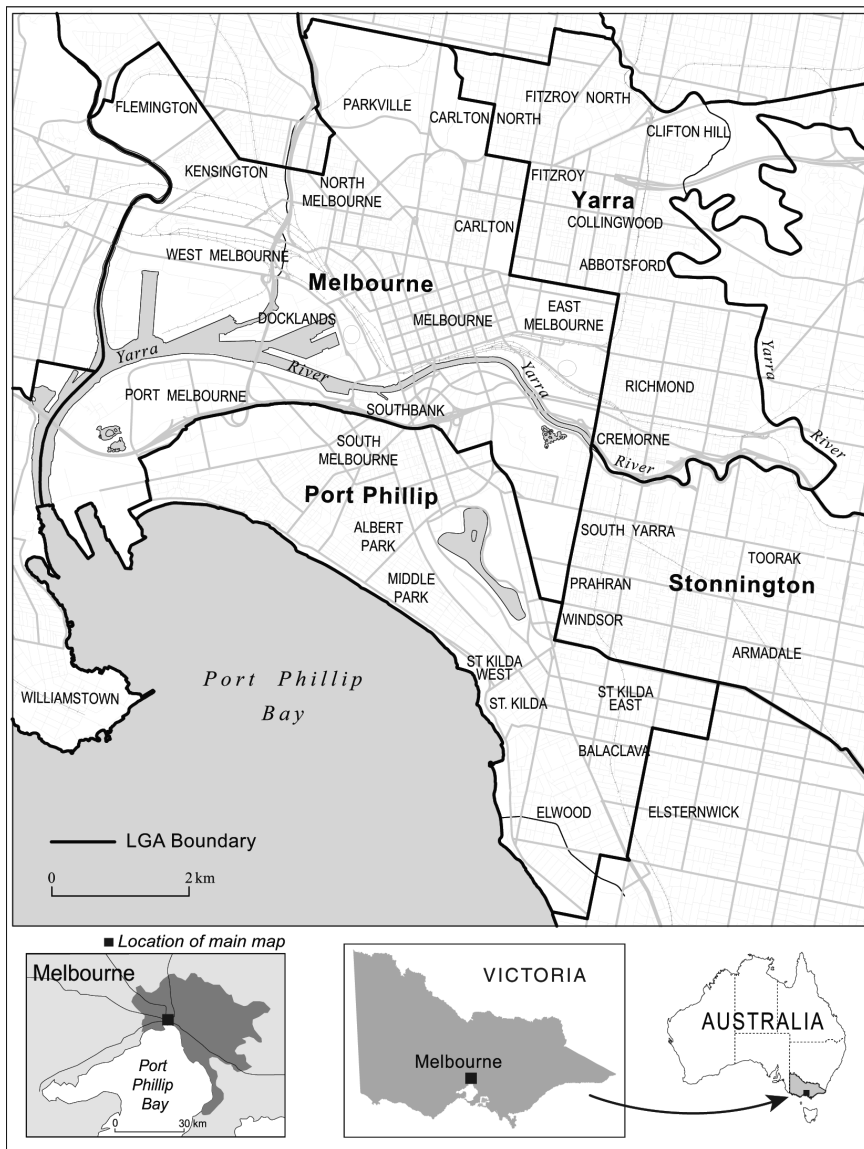 FLEMINGTON
PARKVILLE
FITZROY NORTH
CARLTON NORTH
CLIFTON HILL
KENSINGTON
NORTH
MELBOURNE
FITZROY
Yarra
CARLTON
COLLINGWOOD
WEST MELBOURNE
ABBOTSFORD
Melbourne
DOCKLANDS
MELBOURNE
EAST
MELBOURNE
Yarra
River
Yarra
Yarra
RICHMOND
PORT MELBOURNE
SOUTHBANK
CREMORNE
River
River
SOUTH
MELBOURNE
Port Phillip
ALBERT
PARK
SOUTH YARRA
TOORAK
MIDDLE
PARK
PRAHRAN
Stonnington
WINDSOR
ARMADALE
ST KILDA
WEST
WILLIAMSTOWN
Port Phillip
Bay
ST. KILDA
ST KILDA
EAST
BALACLAVA
ELWOOD
ELSTERNWICK
LGA Boundary
0 2 km
Location of main map
Melbourne
Port
Phillip
Bay
0 30 km
VICTORIA
Melbourne
AUSTRALIA